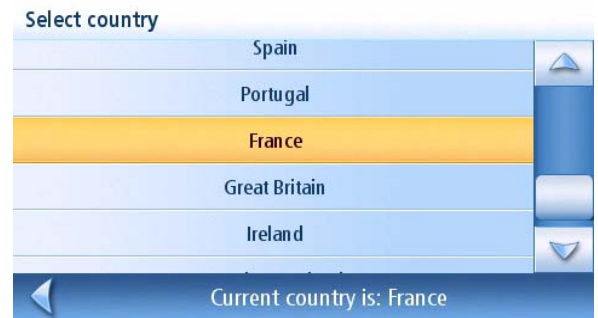 Select country
Spain
Portugal
France
Great Britain
Ireland
Current country is: France